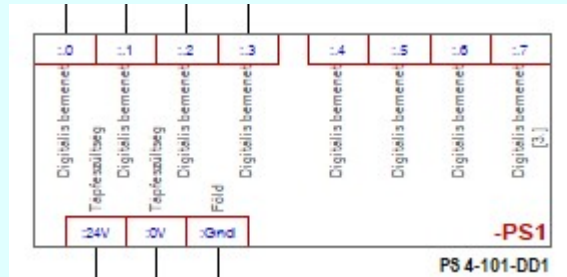 :.0 :.1 :.2 :.3 :.4 :.5 :.6 :.7
Digitális bemenet
Digitális bemenet
Digitális bemenet
Digitális bemenet
Digitális bemenet
Digitális bemenet
Digitális bemenet
Digitális bemenet
[3.]
Tápfeszültség
Tápfeszültség
Föld
:24V :0V :Gnd
-PS1
PS 4-101-DD1